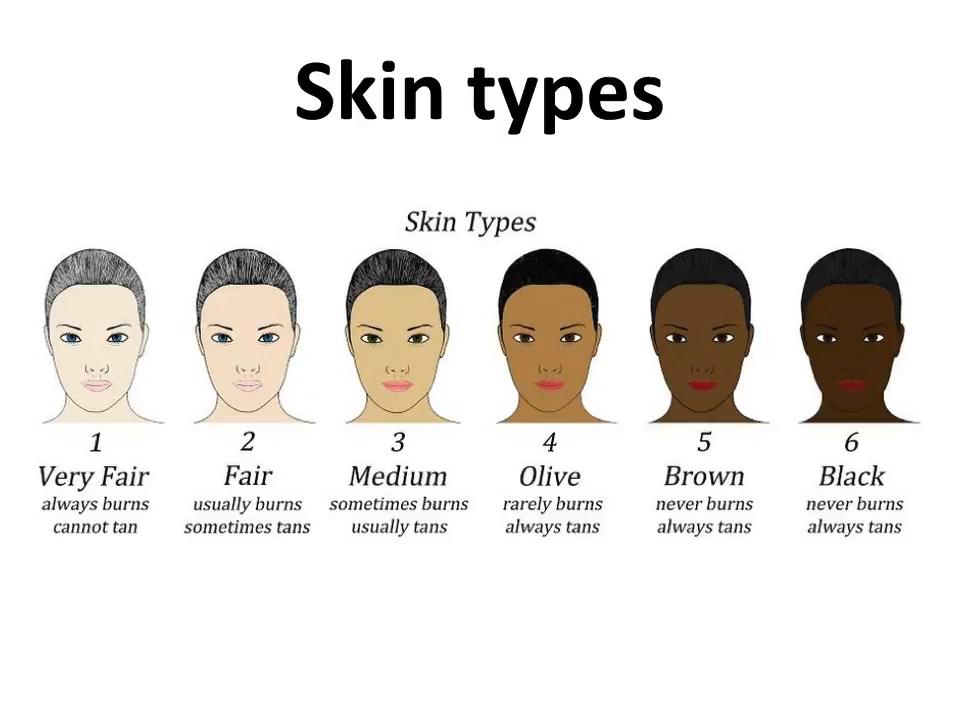 Skin types
Skin Types
1 2 3 4 5 6
Very Fair Fair Medium Olive Brown Black
always burns usually burns sometimes burns rarely burns never burns never burns
cannot tan sometimes tans usually tans always tans always tans always tans